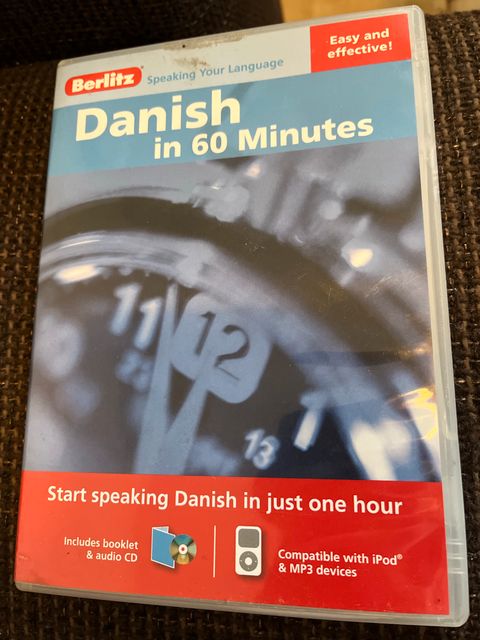 Berlitz Speaking Your Language
Easy and
effective!
Danish
in 60 Minutes
11
12
1
13
Start speaking Danish in just one hour
Includes booklet
& audio CD
Compatible with iPod®
& MP3 devices